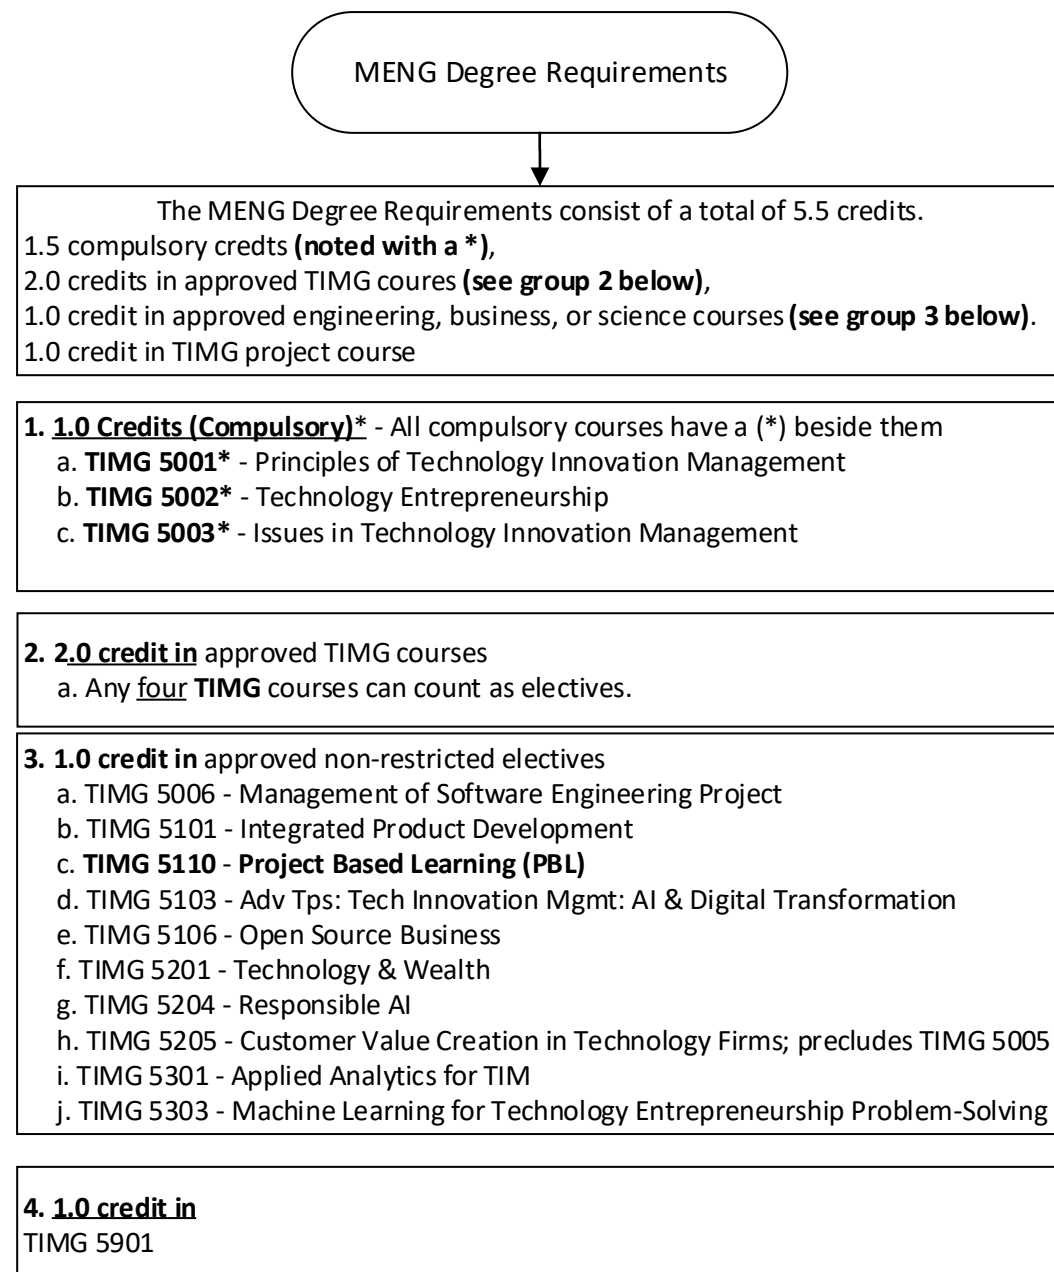 MENG Degree Requirements
The MENG Degree Requirements consist of a total of 5.5 credits.
1.5 compulsory credts (noted with a *),
2.0 credits in approved TIMG coures (see group 2 below),
1.0 credit in approved engineering, business, or science courses (see group 3 below).
1.0 credit in TIMG project course
1. 1.0 Credits (Compulsory)* - All compulsory courses have a (*) beside them
a. TIMG 5001* - Principles of Technology Innovation Management
b. TIMG 5002* - Technology Entrepreneurship
c. TIMG 5003* - Issues in Technology Innovation Management
2. 2.0 credit in approved TIMG courses
a. Any four TIMG courses can count as electives.
3. 1.0 credit in approved non-restricted electives
a. TIMG 5006 - Management of Software Engineering Project
b. TIMG 5101 - Integrated Product Development
c. TIMG 5110 - Project Based Learning (PBL)
d. TIMG 5103 - Adv Tps: Tech Innovation Mgmt: AI & Digital Transformation
e. TIMG 5106 - Open Source Business
f. TIMG 5201 - Technology & Wealth
g. TIMG 5204 - Responsible AI
h. TIMG 5205 - Customer Value Creation in Technology Firms; precludes TIMG 5005
i. TIMG 5301 - Applied Analytics for TIM
j. TIMG 5303 - Machine Learning for Technology Entrepreneurship Problem-Solving
4. 1.0 credit in
TIMG 5901